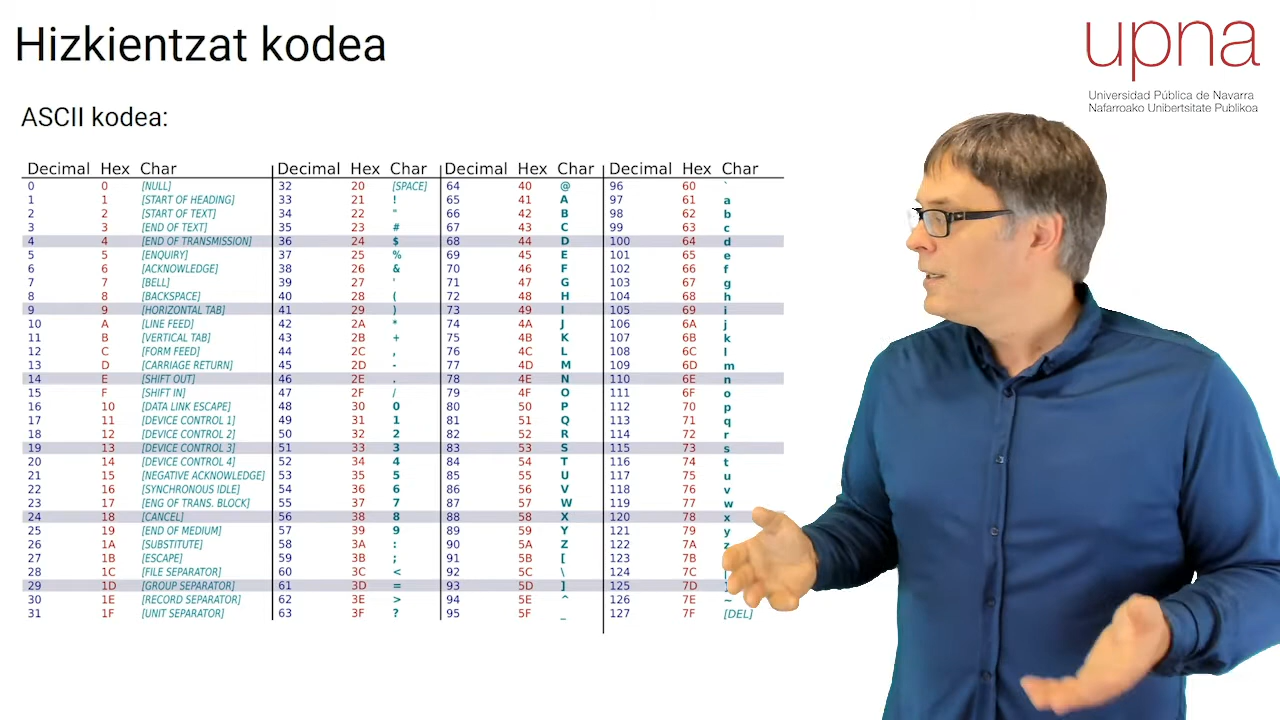 Hizkientzat kodea
upna
Universidad Pública de Navarra
Nafarroako Unibertsitate Publikoa
ASCII kodea:
Decimal Hex Char Decimal Hex Char Decimal Hex Char Decimal Hex Char
0 0 [NULL] 32 20 [SPACE] 64 40 @ 96 60 `
1 1 [START OF HEADING] 33 21 ! 65 41 A 97 61 a
2 2 [START OF TEXT] 34 22 " 66 42 B 98 62 b
3 3 [END OF TEXT] 35 23 # 67 43 C 99 63 c
4 4 [END OF TRANSMISSION] 36 24 $ 68 44 D 100 64 d
5 5 [ENQUIRY] 37 25 % 69 45 E 101 65 e
6 6 [ACKNOWLEDGE] 38 26 & 70 46 F 102 66 f
7 7 [BELL] 39 27 ' 71 47 G 103 67 g
8 8 [BACKSPACE] 40 28 ( 72 48 H 104 68 h
9 9 [HORIZONTAL TAB] 41 29 ) 73 49 I 105 69 i
10 A [LINE FEED] 42 2A * 74 4A J 106 6A j
11 B [VERTICAL TAB] 43 2B + 75 4B K 107 6B k
12 C [FORM FEED] 44 2C , 76 4C L 108 6C l
13 D [CARRIAGE RETURN] 45 2D - 77 4D M 109 6D m
14 E [SHIFT OUT] 46 2E . 78 4E N 110 6E n
15 F [SHIFT IN] 47 2F / 79 4F O 111 6F o
16 10 [DATA LINK ESCAPE] 48 30 0 80 50 P 112 70 p
17 11 [DEVICE CONTROL 1] 49 31 1 81 51 Q 113 71 q
18 12 [DEVICE CONTROL 2] 50 32 2 82 52 R 114 72 r
19 13 [DEVICE CONTROL 3] 51 33 3 83 53 S 115 73 s
20 14 [DEVICE CONTROL 4] 52 34 4 84 54 T 116 74 t
21 15 [NEGATIVE ACKNOWLEDGE] 53 35 5 85 55 U 117 75 u
22 16 [SYNCHRONOUS IDLE] 54 36 6 86 56 V 118 76 v
23 17 [ENG OF TRANS. BLOCK] 55 37 7 87 57 W 119 77 w
24 18 [CANCEL] 56 38 8 88 58 X 120 78 x
25 19 [END OF MEDIUM] 57 39 9 89 59 Y 121 79 y
26 1A [SUBSTITUTE] 58 3A : 90 5A Z 122 7A z
27 1B [ESCAPE] 59 3B ; 91 5B [ 123 7B
28 1C [FILE SEPARATOR] 60 3C < 92 5C \ 124 7C |
29 1D [GROUP SEPARATOR] 61 3D = 93 5D ] 125 7D
30 1E [RECORD SEPARATOR] 62 3E > 94 5E ^ 126 7E ~
31 1F [UNIT SEPARATOR] 63 3F ? 95 5F _ 127 7F [DEL]